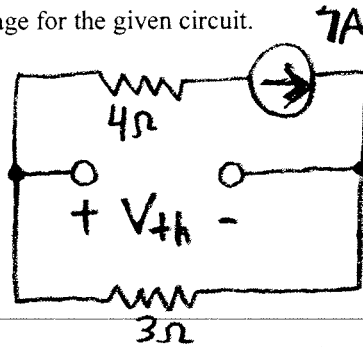 age for the given circuit.
7A
4Ω
+ Vth -
3Ω